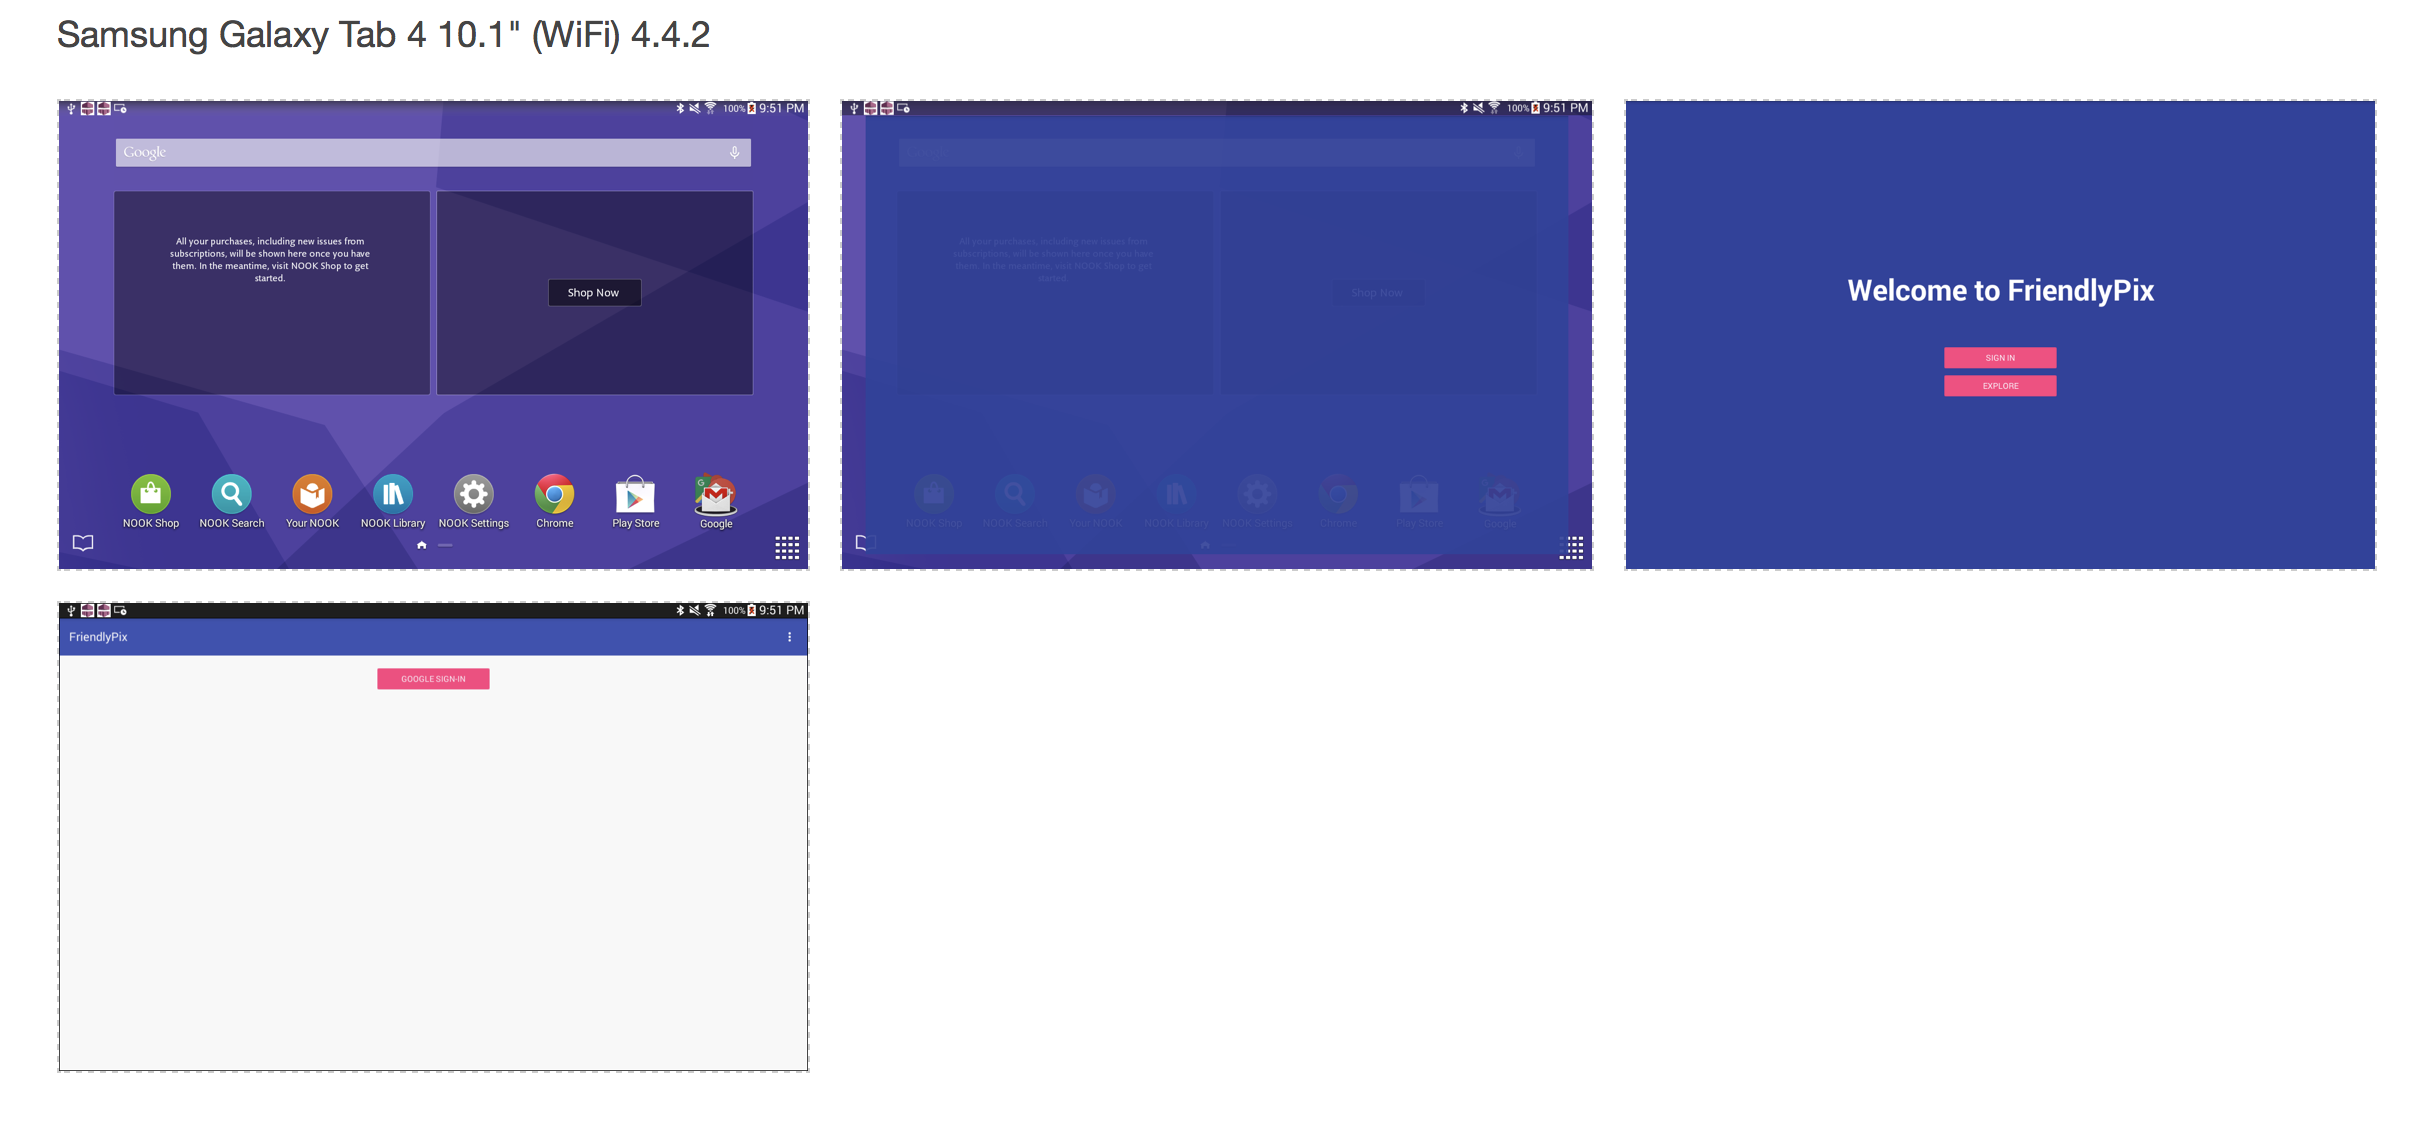 Samsung Galaxy Tab 4 10.1" (WiFi) 4.4.2
100% 9:51 PM
Google
All your purchases, including new issues from
subscriptions, will be shown here once you have
them. In the meantime, visit NOOK Shop to get
started.
Shop Now
NOOK Shop NOOK Search Your NOOK NOOK Library NOOK Settings Chrome Play Store Google
100% 9:51 PM
All your purchases, including new issues from
subscriptions, will be shown here once you have
them. In the meantime, visit NOOK Shop to get
started.
Shop Now
NOOK Shop NOOK Search Your NOOK NOOK Library NOOK Settings Chrome Play Store Google
Welcome to FriendlyPix
SIGN IN
EXPLORE
100% 9:51 PM
FriendlyPix
GOOGLE SIGN-IN